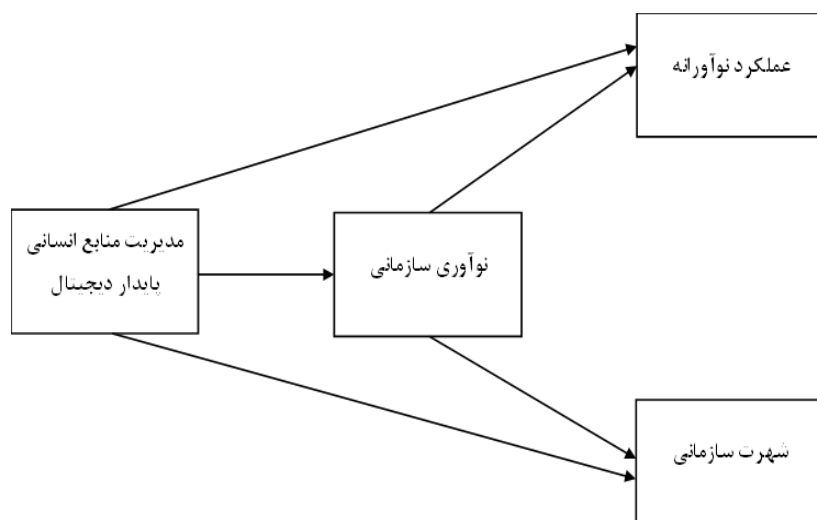 عملکرد نوآورانه
مدیریت منابع انسانی
پایدار دیجیتال
نوآوری سازمانی
شهرت سازمانی